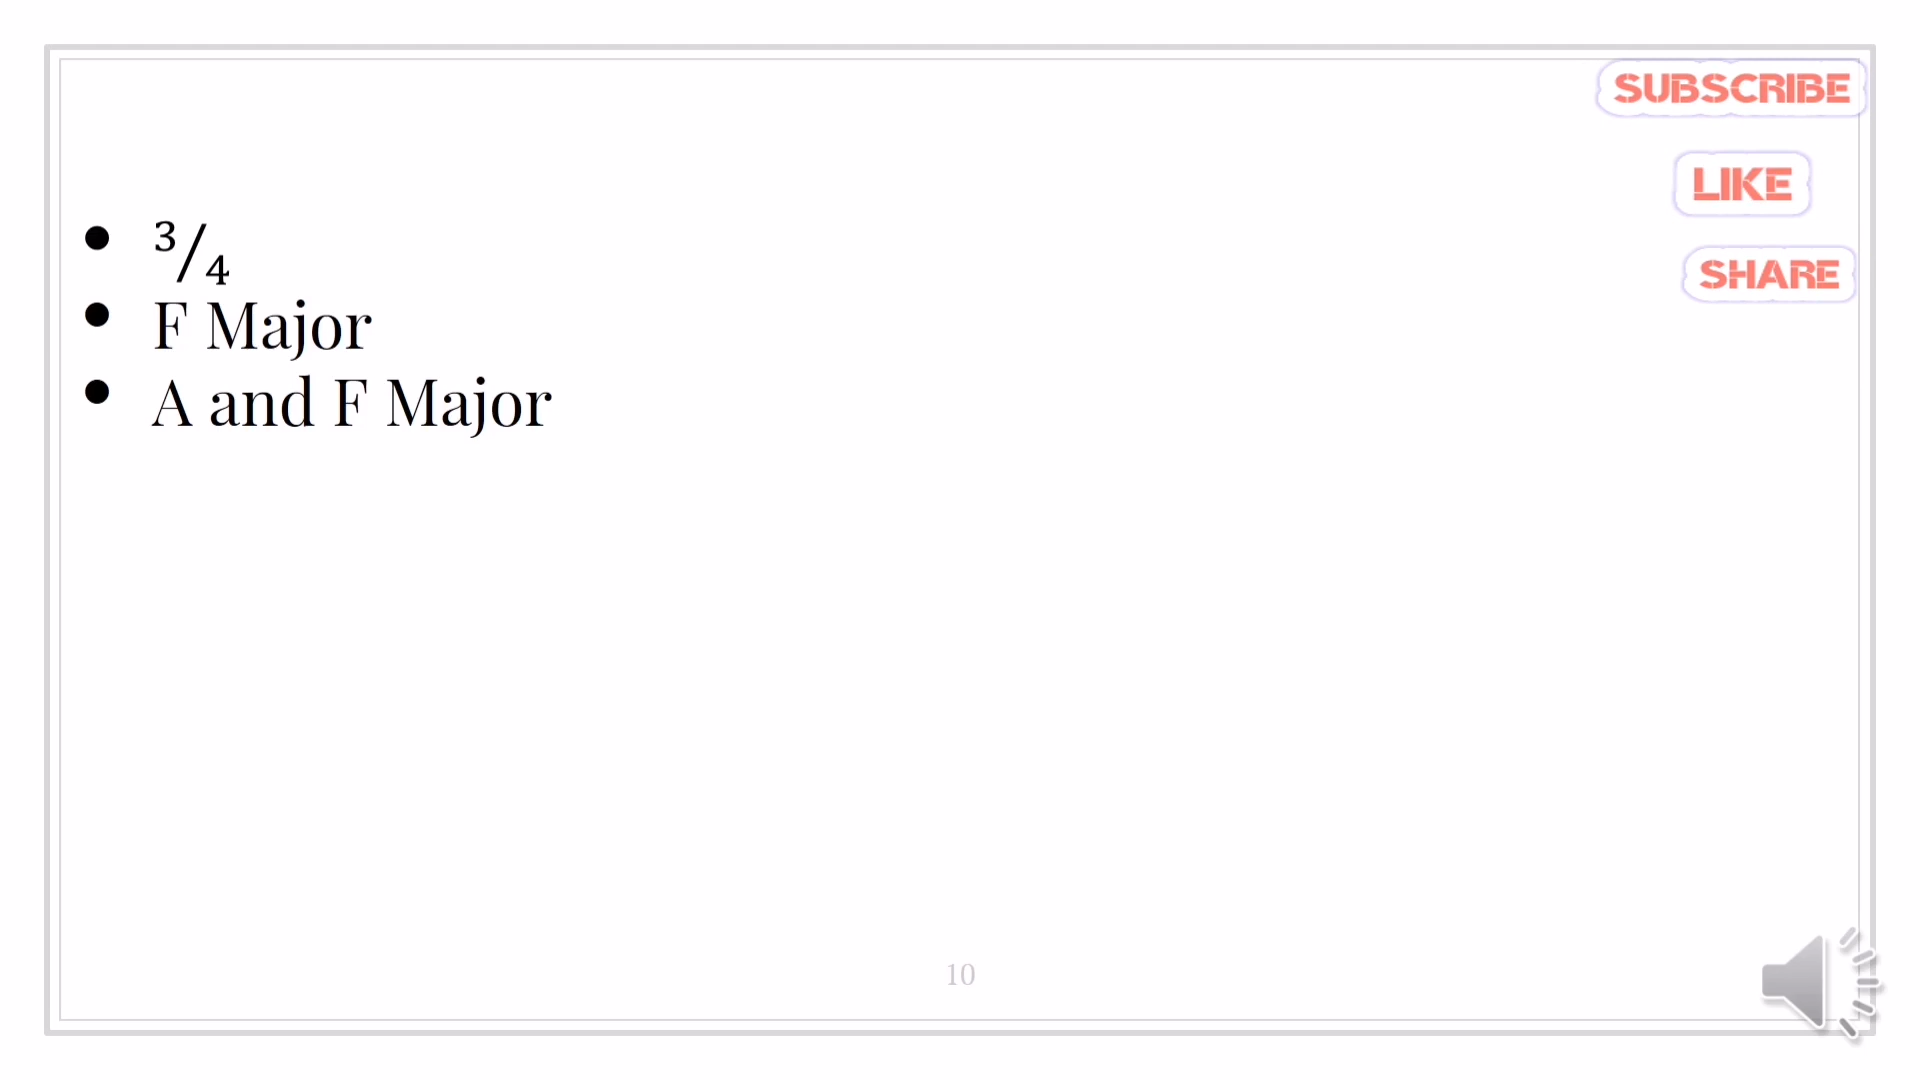 SUBSCRIBE
LIKE
• ³⁄₄
SHARE
• F Major
• A and F Major
10